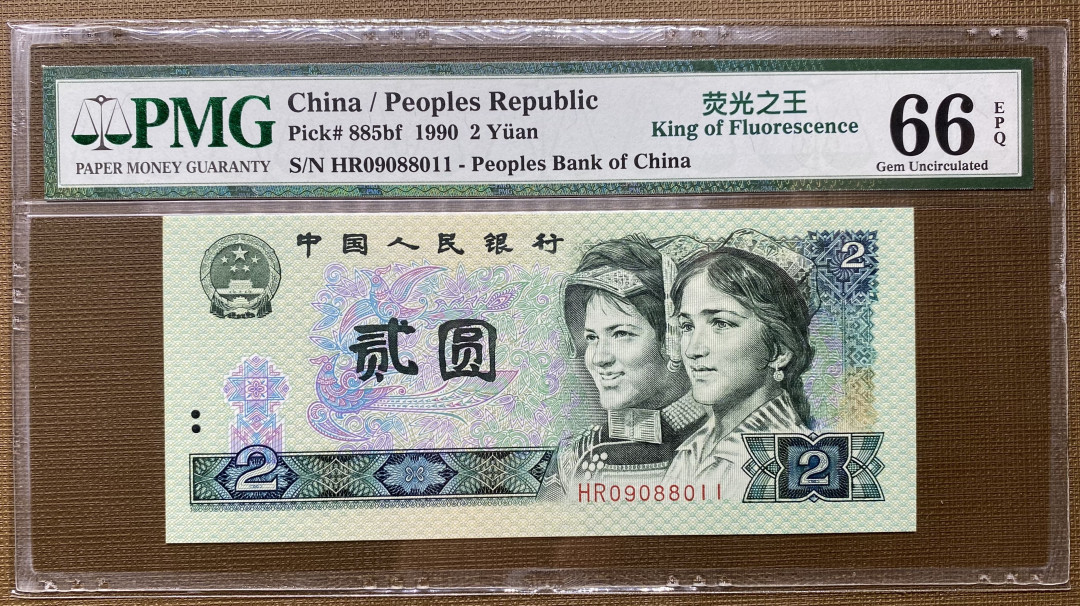 PMG
PAPER MONEY GUARANTY
China / Peoples Republic
Pick# 885bf 1990 2 Yüan
S/N HR09088011 - Peoples Bank of China
荧光之王
King of Fluorescence
66
EPQ
Gem Uncirculated
中国人民银行
2
贰圆
2
2
HR09088011